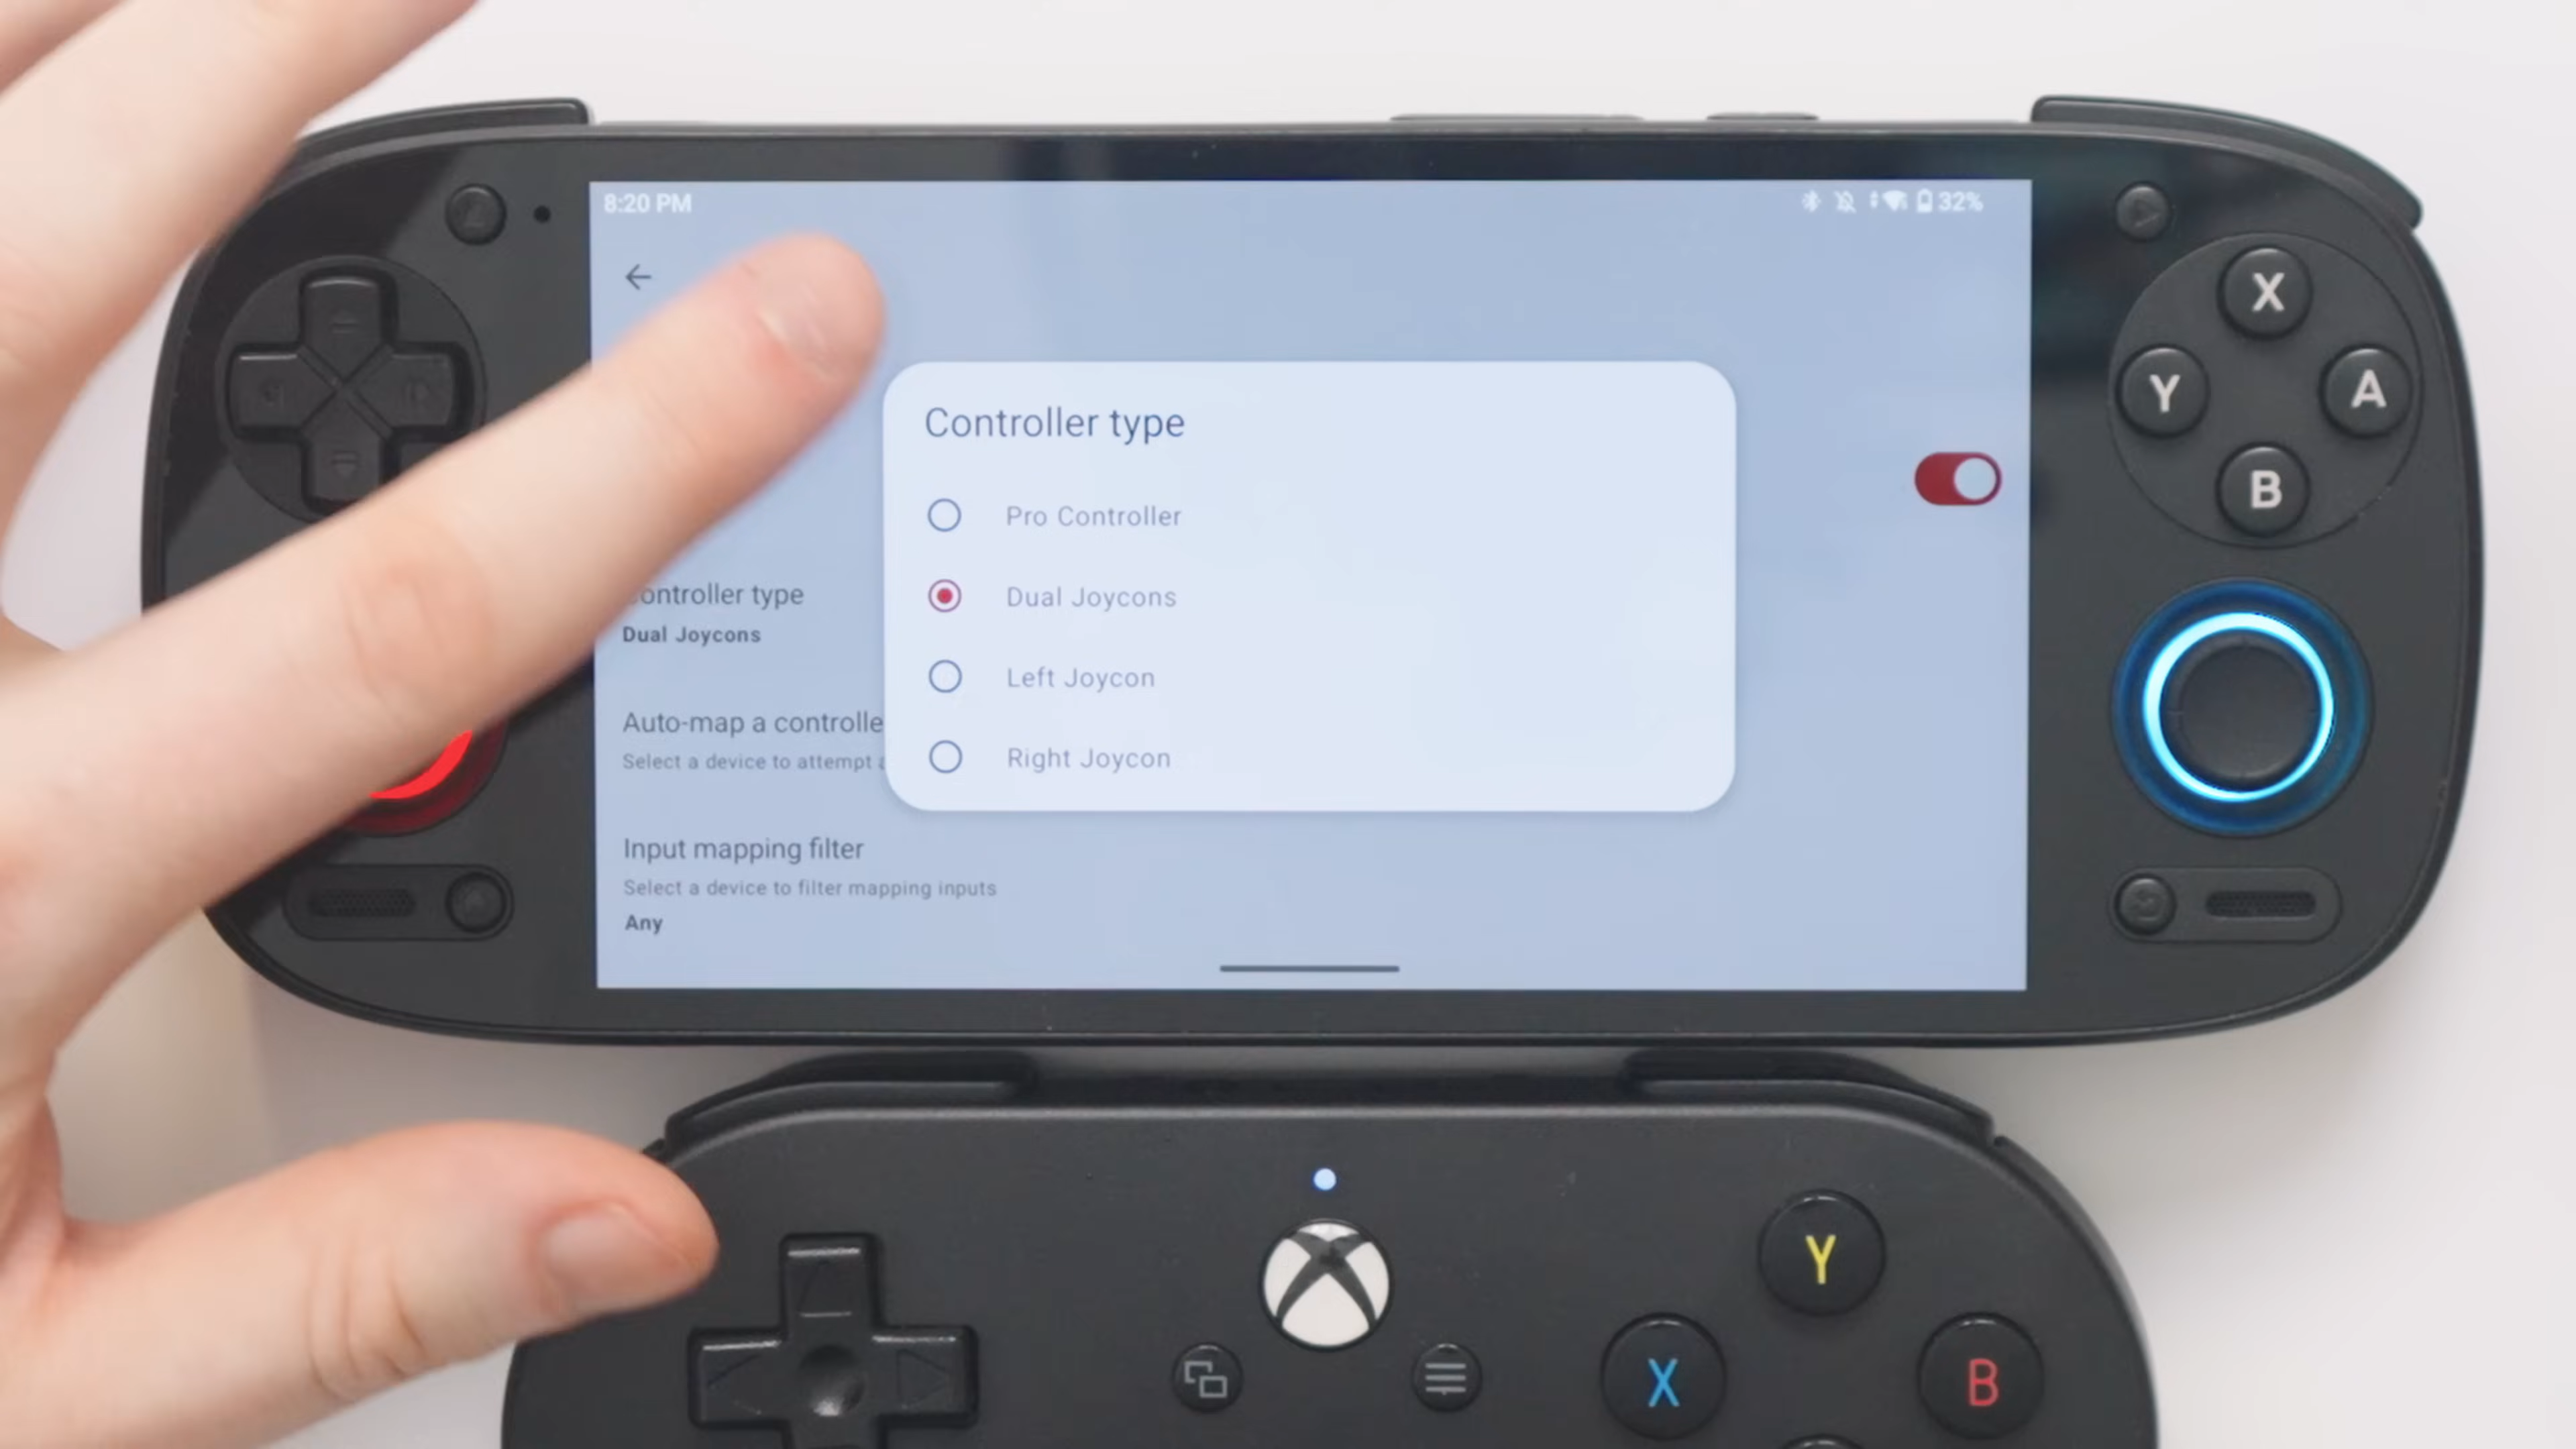 8:20 PM
32%
X
Y
A
B
Controller type
Pro Controller
Dual Joycons
Left Joycon
Right Joycon
ontroller type
Dual Joycons
Auto-map a controlle
Select a device to attempt a
Input mapping filter
Select a device to filter mapping inputs
Any
Y
X
B